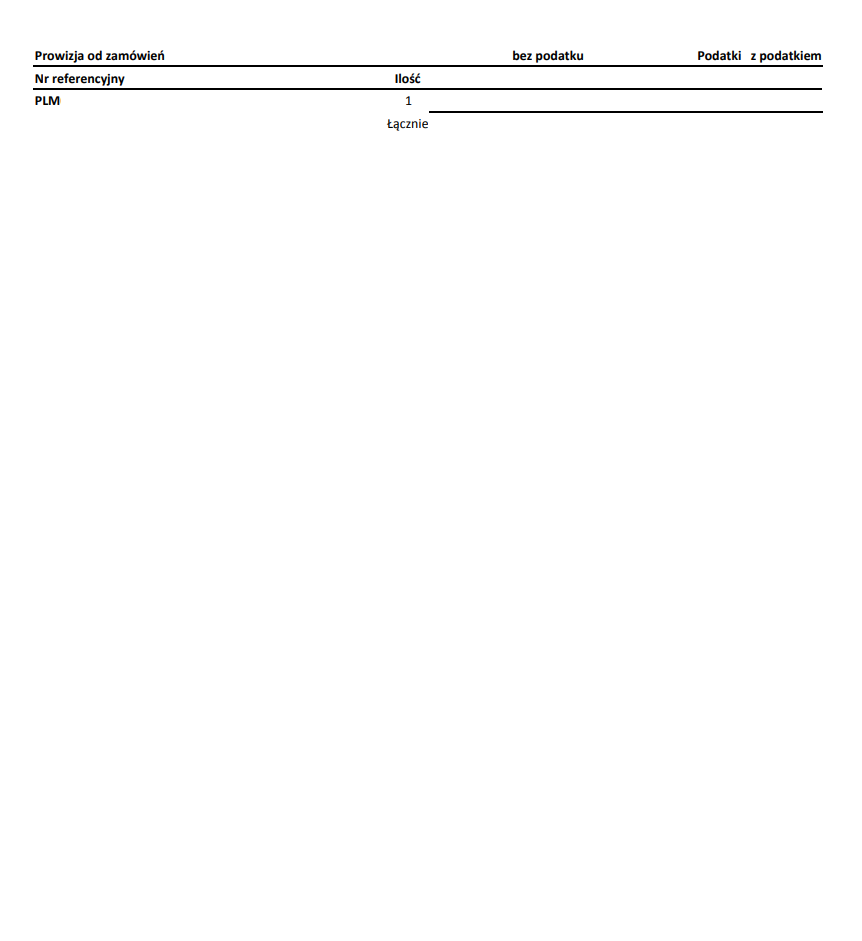 Prowizja od zamówień bez podatku Podatki z podatkiem
Nr referencyjny Ilość
PLM 1
Łącznie